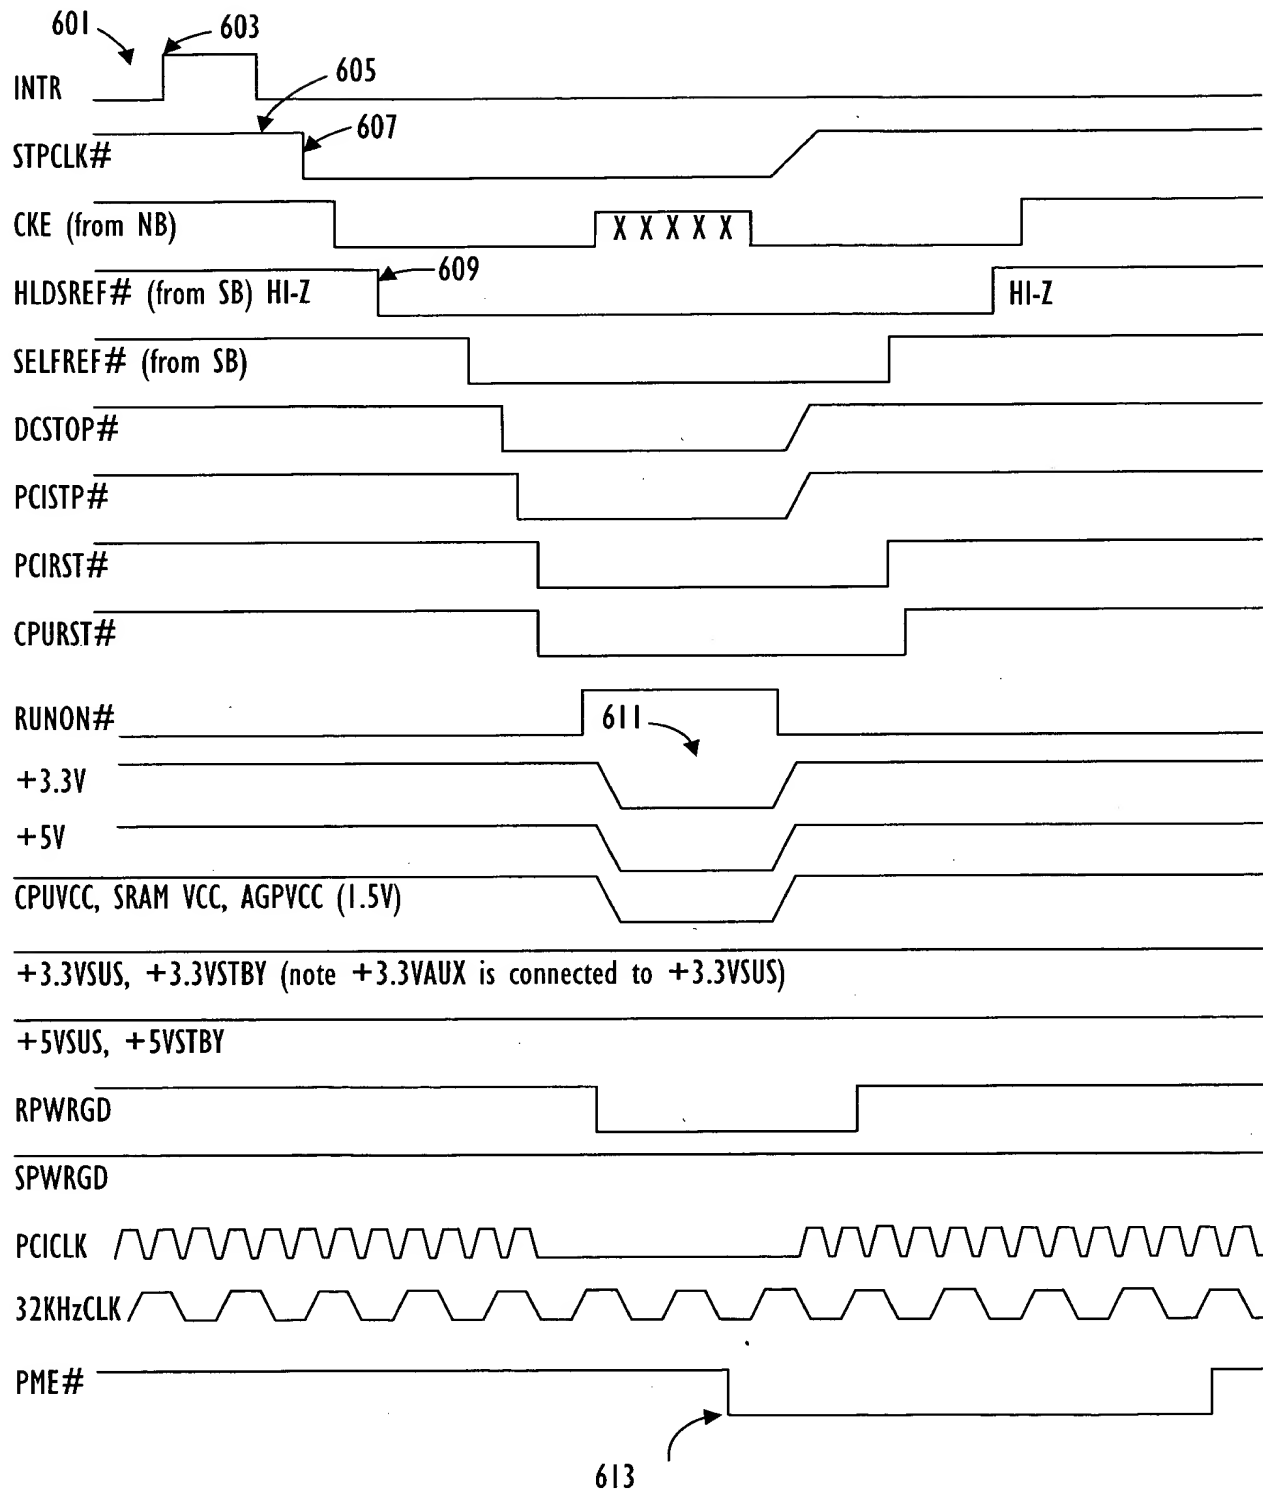 601
603
INTR
605
607
STPCLK#
CKE (from NB) X X X X X
609
HLDSREF# (from SB) HI-Z HI-Z
SELFREF# (from SB)
DCSTOP#
PCISTP#
PCIRST#
CPURST#
RUNON#
611
+3.3V
+5V
CPUVCC, SRAM VCC, AGPVCC (1.5V)
+3.3VSUS, +3.3VSTBY (note +3.3VAUX is connected to +3.3VSUS)
+5VSUS, +5VSTBY
RPWRGD
SPWRGD
PCICLK
32KHzCLK
PME#
613